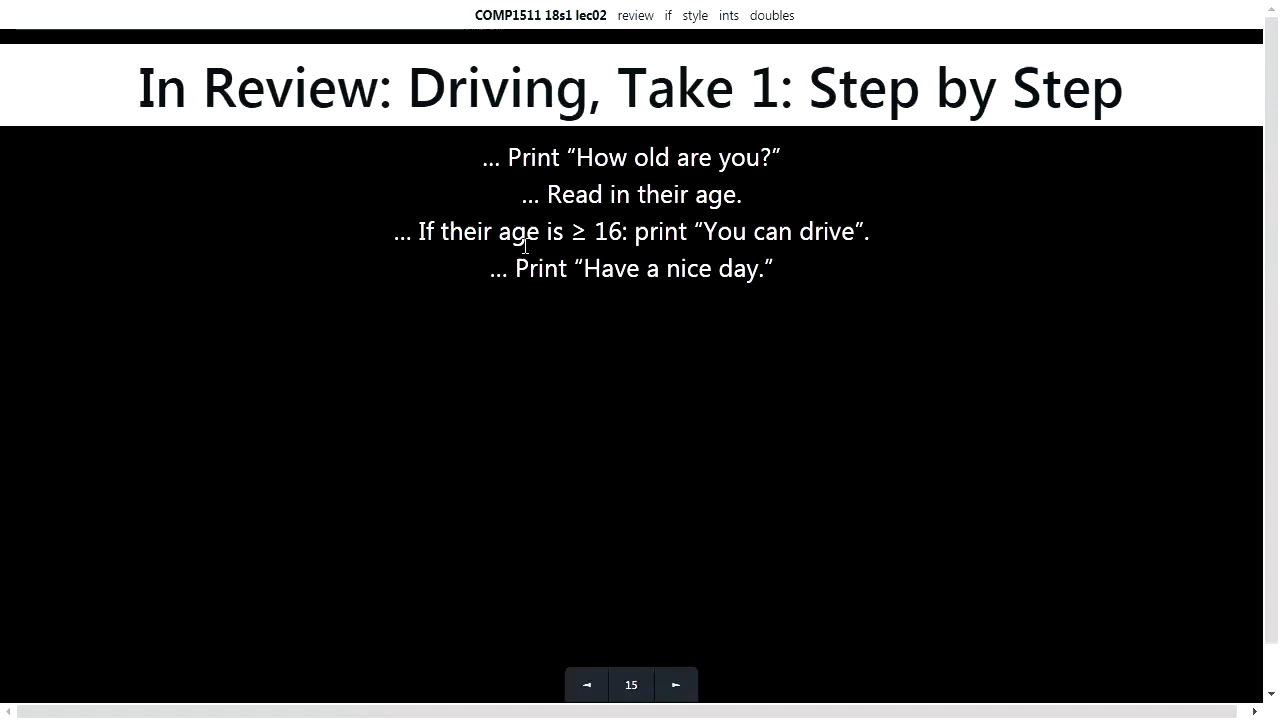 COMP1511 18s1 lec02 review if style ints doubles
In Review: Driving, Take 1: Step by Step
... Print “How old are you?”
... Read in their age.
... If their age is ≥ 16: print “You can drive”.
... Print “Have a nice day.”
15